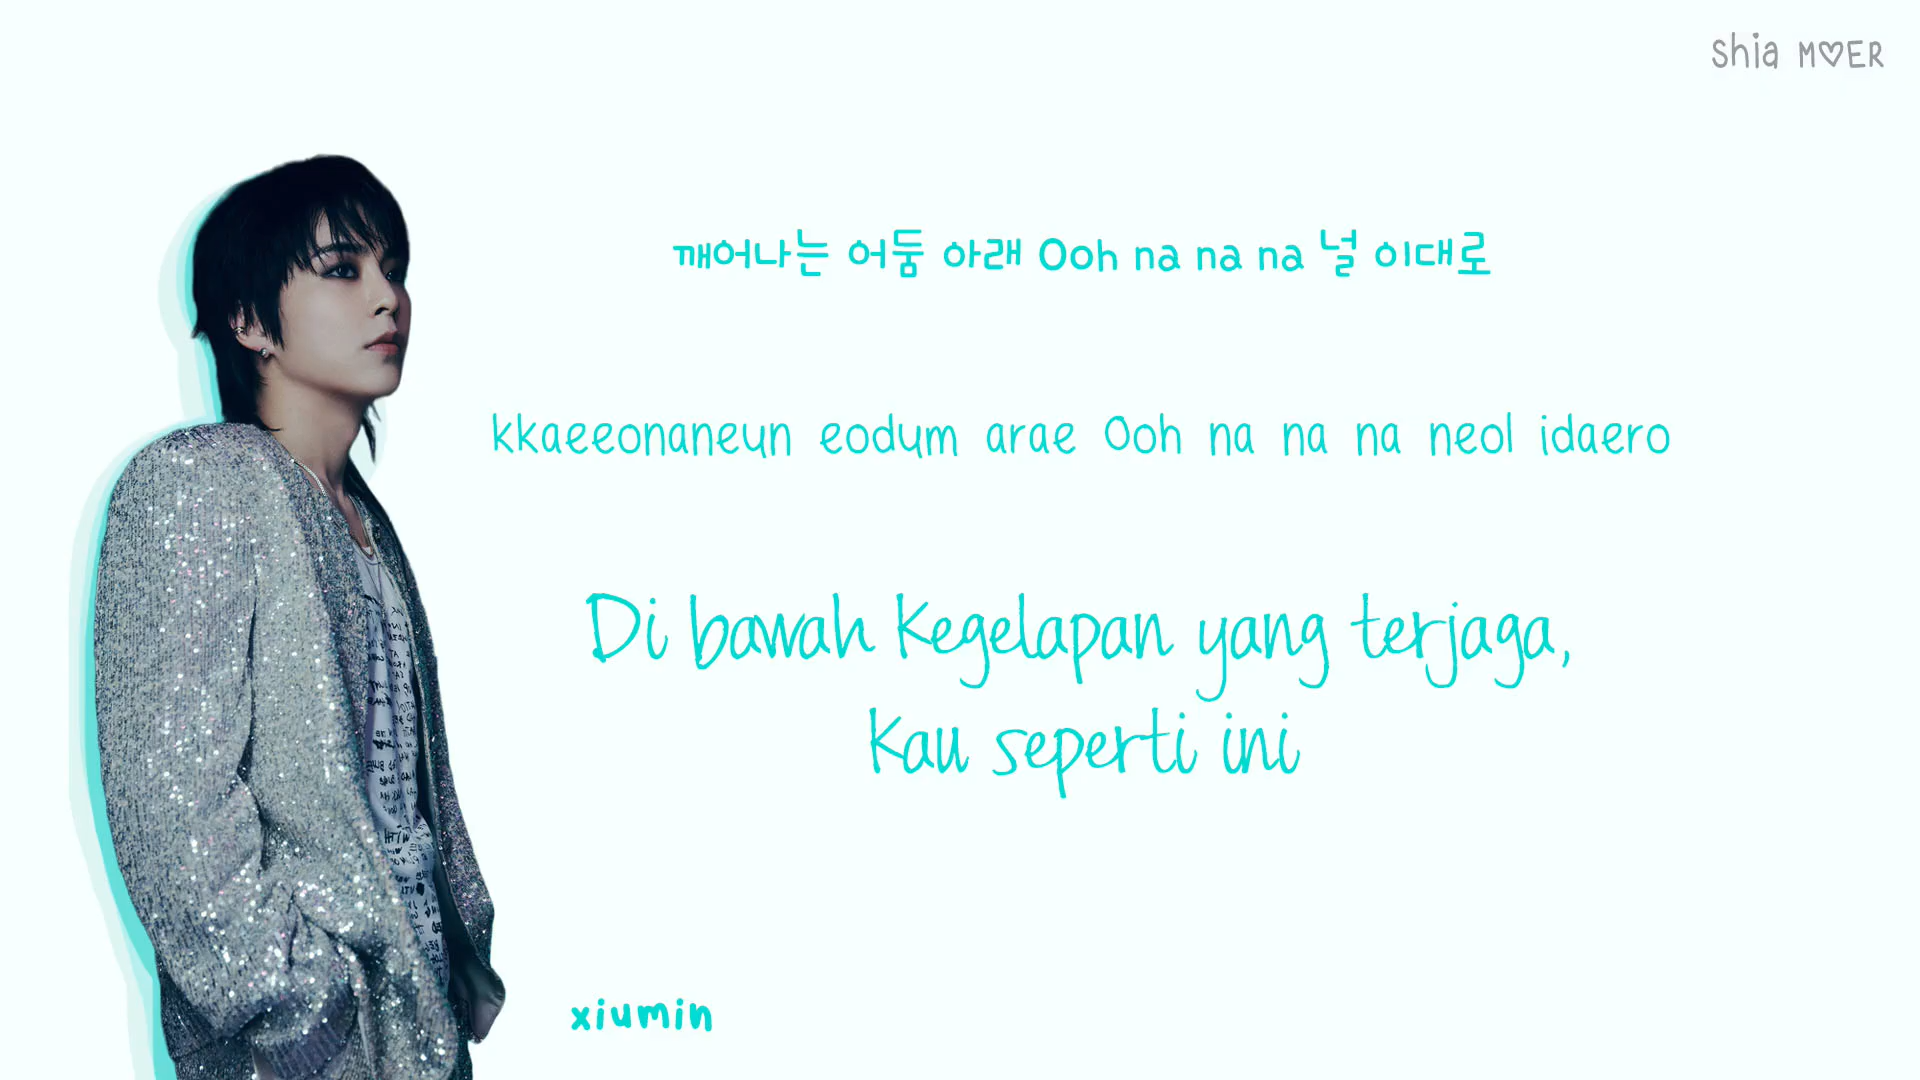 Shia M♡ER
깨어나는 어둠 아래 Ooh na na na 널 이대로
kkaeeonaneun eodum arae Ooh na na na neol idaero
Di bawah kegelapan yang terjaga,
kau seperti ini
xiumin